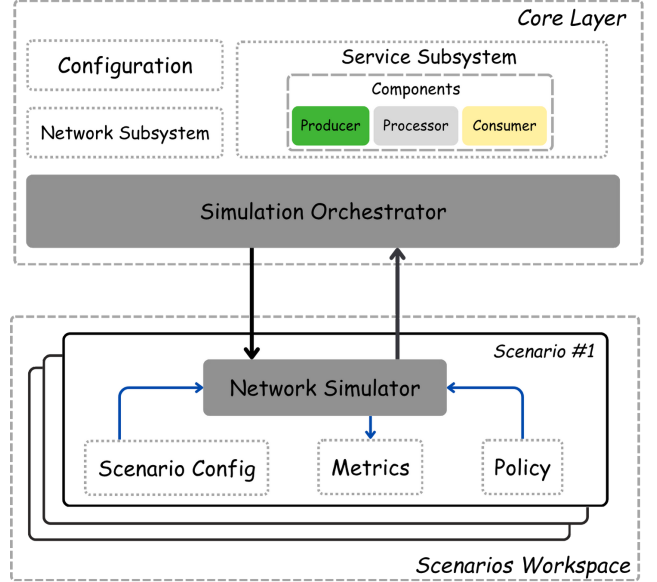 Core Layer
Configuration
Service Subsystem
Components
Network Subsystem
Producer
Processor
Consumer
Simulation Orchestrator
Scenario #1
Network Simulator
Scenario Config
Metrics
Policy
Scenarios Workspace